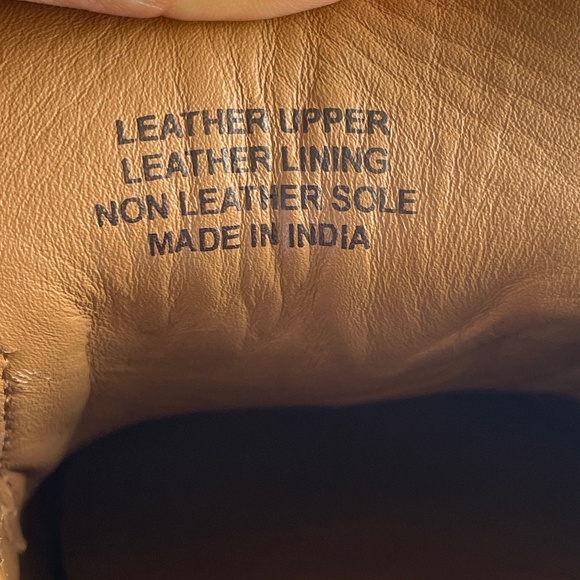 LEATHER UPPER
LEATHER LINING
NON LEATHER SOLE
MADE IN INDIA